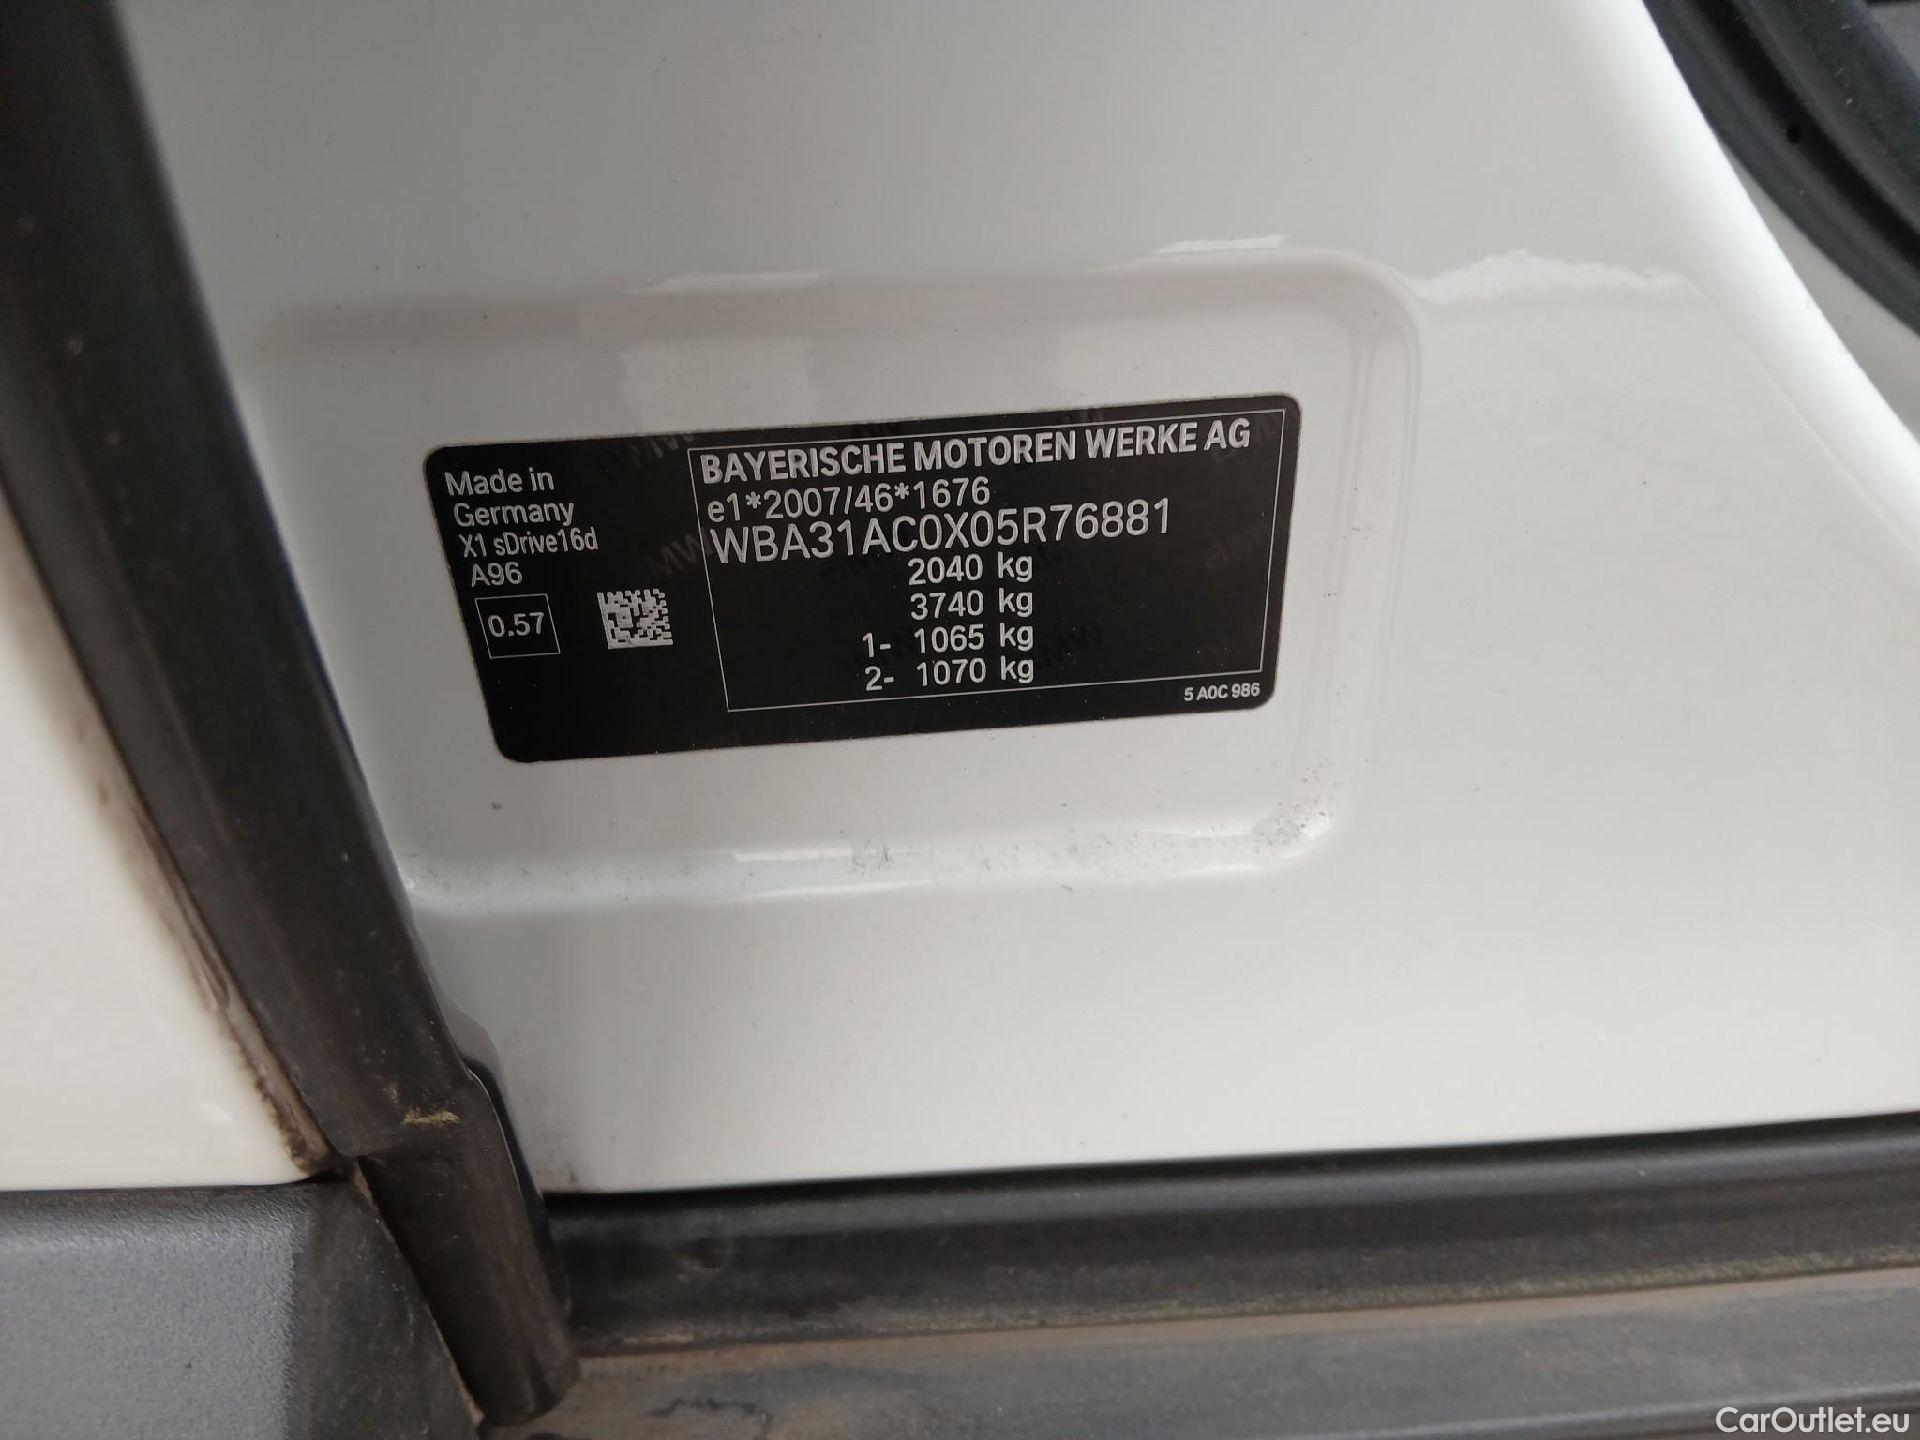 Made in
Germany
X1 sDrive16d
A96
0.57
BAYERISCHE MOTOREN WERKE AG
e1*2007/46*1676
WBA31AC0X05R76881
2040 kg
3740 kg
1- 1065 kg
2- 1070 kg
5 A0C 986
CarOutlet.eu